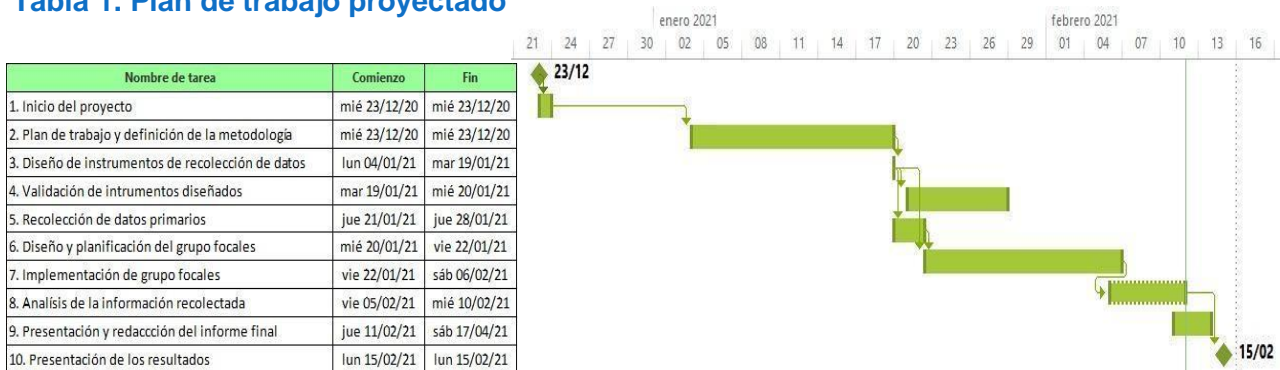 Tabla 1. Plan de trabajo proyectado
enero 2021 febrero 2021
21 24 27 30 02 05 08 11 14 17 20 23 26 29 01 04 07 10 13 16
Nombre de tarea Comienzo Fin
23/12
1. Inicio del proyecto mié 23/12/20 mié 23/12/20
2. Plan de trabajo y definición de la metodología mié 23/12/20 mié 23/12/20
3. Diseño de instrumentos de recolección de datos lun 04/01/21 mar 19/01/21
4. Validación de intrumentos diseñados mar 19/01/21 mié 20/01/21
5. Recolección de datos primarios jue 21/01/21 jue 28/01/21
6. Diseño y planificación del grupo focales mié 20/01/21 vie 22/01/21
7. Implementación de grupo focales vie 22/01/21 sáb 06/02/21
8. Analísis de la información recolectada vie 05/02/21 mié 10/02/21
9. Presentación y redaccción del informe final jue 11/02/21 sáb 17/04/21
10. Presentación de los resultados lun 15/02/21 lun 15/02/21
15/02